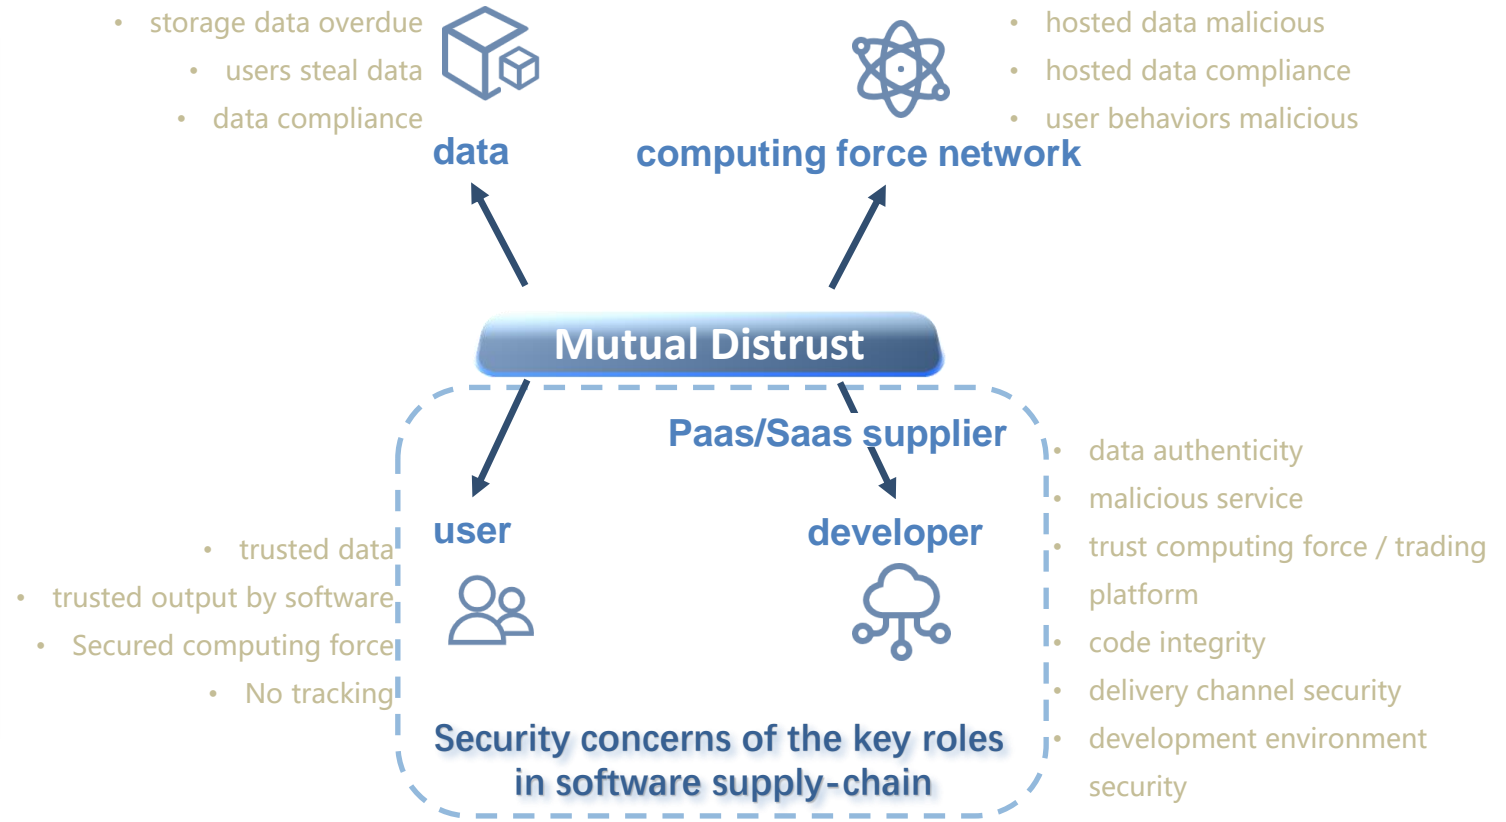 • storage data overdue
• users steal data
• data compliance
data
• hosted data malicious
• hosted data compliance
• user behaviors malicious
computing force network
Mutual Distrust
Paas/Saas supplier
user
• trusted data
• trusted output by software
• Secured computing force
• No tracking
developer
• data authenticity
• malicious service
• trust computing force / trading
platform
• code integrity
• delivery channel security
• development environment
security
Security concerns of the key roles
in software supply-chain